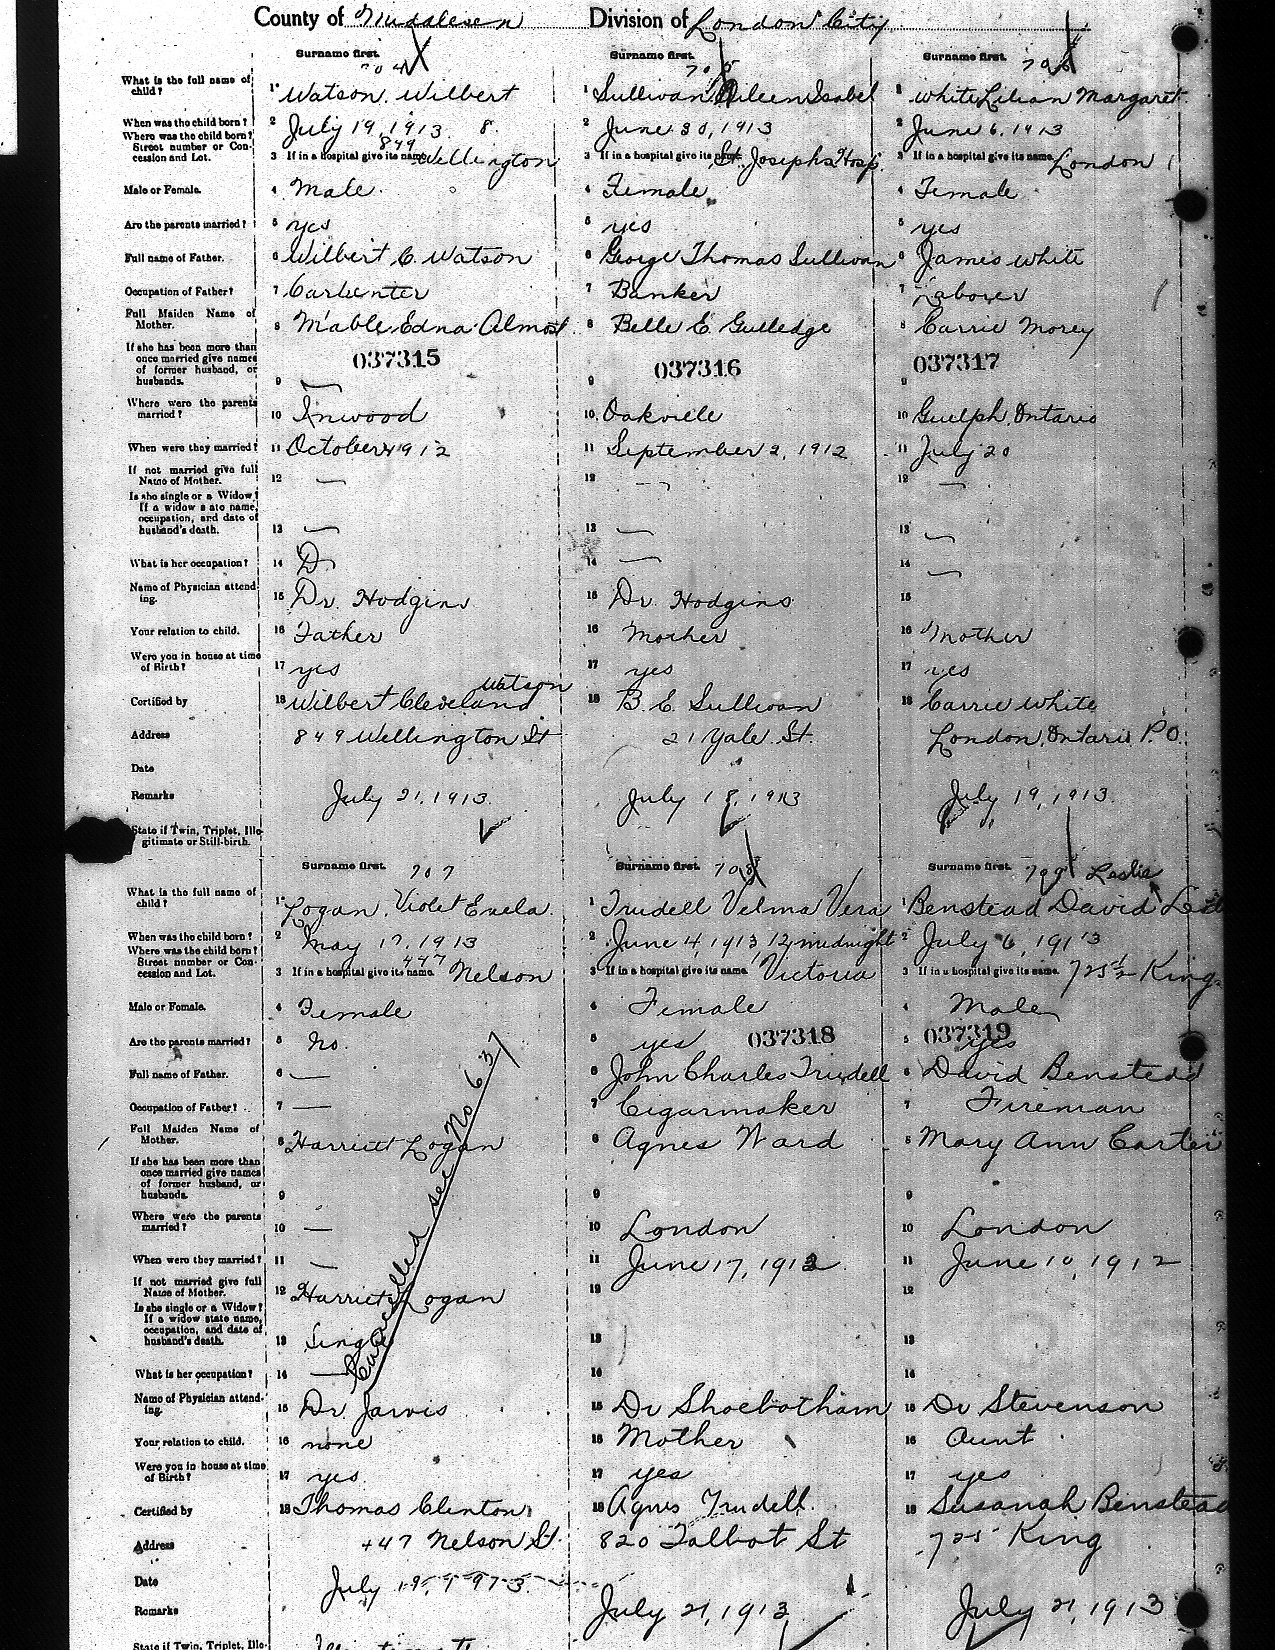 County of Middlesex Division of London City
Surname first. Surname first. Surname first.
704 705 706
What is the full name of child? 1 Watson, Wilbert 1 Sullivan Aileen Isabel 1 White Lilian Margaret
When was the child born? 2 July 19, 1913 8. 2 June 30, 1913 2 June 6, 1913
Where was the child born? Street number or Concession and Lot. 3 If in a hospital give its name. 849 Wellington 3 If in a hospital give its name. St. Josephs Hosp. 3 If in a hospital give its name. London
Male or Female. 4 Male 4 Female 4 Female
Are the parents married? 5 yes 5 yes 5 yes
Full name of Father. 6 Wilbert C. Watson 6 George Thomas Sullivan 6 James White
Occupation of Father? 7 Carpenter 7 Banker 7 Labourer
Full Maiden Name of Mother. 8 Mable Edna Almost 8 Belle E. Gulledge 8 Carrie Morey
037315 037316 037317
If she has been more than once married give names of former husband, or husbands. 9 — 9 9
Where were the parents married? 10 Inwood 10 Oakville 10 Guelph, Ontario
When were they married? 11 October 1912 11 September 2, 1912 11 July 20
If not married give full Name of Mother. 12 — 12 — 12 —
Is she single or a Widow? If a widow state name, occupation, and date of husband's death. 13 — 13 — 13 —
What is her occupation? 14 D 14 — 14 —
Name of Physician attending. 15 Dr. Hodgins 15 Dr. Hodgins 15
Your relation to child. 16 Father 16 Mother 16 Mother
Were you in house at time of Birth? 17 yes 17 yes 17 yes
Certified by 18 Wilbert Cleveland Watson 18 B. E. Sullivan 18 Carrie White
Address 849 Wellington St 21 Yale St. London, Ontario P.O.
Date
Remarks July 21, 1913. July 18, 1913 July 19, 1913.
State if Twin, Triplet, Illegitimate or Still-birth.
Surname first. 707 Surname first. 708 Surname first. 709 Leslie
What is the full name of child? 1 Logan, Violet Evela 1 Trudell Velma Vera 1 Benstead David
When was the child born? 2 May 17, 1913 2 June 4, 1913 12 midnight 2 July 6, 1913
Where was the child born? Street number or Concession and Lot. 3 If in a hospital give its name. 447 Nelson 3 If in a hospital give its name. Victoria 3 If in a hospital give its name. 725½ King
Male or Female. 4 Female 4 Female 4 Male
Are the parents married? 5 No. 5 yes 037318 5 yes 037319
Full name of Father. 6 — 6 John Charles Trudell 6 David Benstead
Occupation of Father? 7 — 7 Cigarmaker 7 Fireman
Full Maiden Name of Mother. 8 Harriett Logan 8 Agnes Ward 8 Mary Ann Carter
If she has been more than once married give names of former husband, or husbands. 9 9 9
Where were the parents married? 10 — 10 London 10 London
When were they married? 11 — 11 June 17, 1912 11 June 10, 1912
If not married give full Name of Mother. 12 Harriet Logan 12 12
Is she single or a Widow? If a widow state name, occupation, and date of husband's death. 13 Single 13 13
What is her occupation? 14 — 14 14
Cancelled see No 637
Name of Physician attending. 15 Dr Jarvis 15 Dr Shoebotham 15 Dr Stevenson
Your relation to child. 16 none 16 Mother 16 Aunt
Were you in house at time of Birth? 17 yes 17 yes 17 yes
Certified by 18 Thomas Clinton 18 Agnes Trudell. 18 Susanah Benstead
Address 447 Nelson St. 820 Talbot St 725 King
Date July 19, 1913
Remarks July 21, 1913 July 21, 1913
State if Twin, Triplet, Ille-